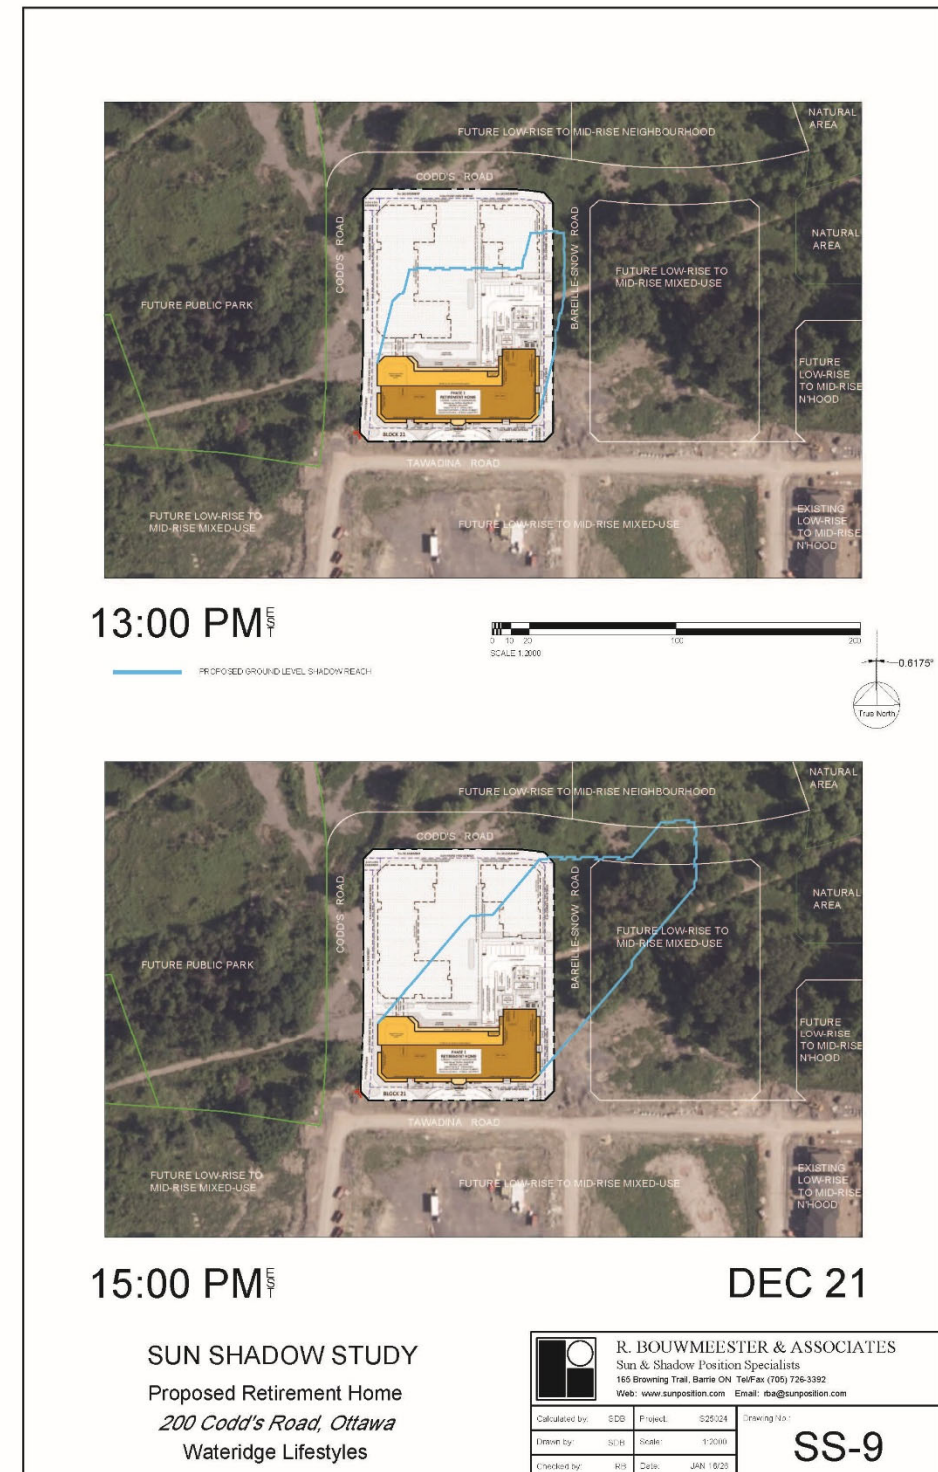 NATURAL
AREA
FUTURE LOW-RISE TO MID-RISE NEIGHBOURHOOD
CODD'S ROAD
CODD'S ROAD
BAREILLE-SNOW ROAD
NATURAL
AREA
FUTURE LOW-RISE TO
MID-RISE MIXED-USE
FUTURE PUBLIC PARK
FUTURE
LOW-RISE
TO MID-RISE
N'HOOD
PHASE 1
RETIREMENT HOME
BLOCK 21
TAWADINA ROAD
FUTURE LOW-RISE TO
MID-RISE MIXED-USE
FUTURE LOW-RISE TO MID-RISE MIXED-USE
EXISTING
LOW-RISE
TO MID-RISE
N'HOOD
13:00 PM EST
0 10 20 100 200
SCALE 1:2000
PROPOSED GROUND LEVEL SHADOW REACH
0.6175°
True North
NATURAL
AREA
FUTURE LOW-RISE TO MID-RISE NEIGHBOURHOOD
CODD'S ROAD
CODD'S ROAD
BAREILLE-SNOW ROAD
NATURAL
AREA
FUTURE LOW-RISE TO
MID-RISE MIXED-USE
FUTURE PUBLIC PARK
FUTURE
LOW-RISE
TO MID-RISE
N'HOOD
PHASE 1
RETIREMENT HOME
BLOCK 21
TAWADINA ROAD
FUTURE LOW-RISE TO
MID-RISE MIXED-USE
FUTURE LOW-RISE TO MID-RISE MIXED-USE
EXISTING
LOW-RISE
TO MID-RISE
N'HOOD
15:00 PM EST
DEC 21
SUN SHADOW STUDY
Proposed Retirement Home
200 Codd's Road, Ottawa
Wateridge Lifestyles
R. BOUWMEESTER & ASSOCIATES
Sun & Shadow Position Specialists
165 Browning Trail, Barrie ON Tel/Fax (705) 726-3392
Web: www.sunposition.com Email: rba@sunposition.com
Calculated by: SDB Project: S25024 Drawing No.:
Drawn by: SDB Scale: 1:2000
SS-9
Checked by: RB Date: JAN 16/26